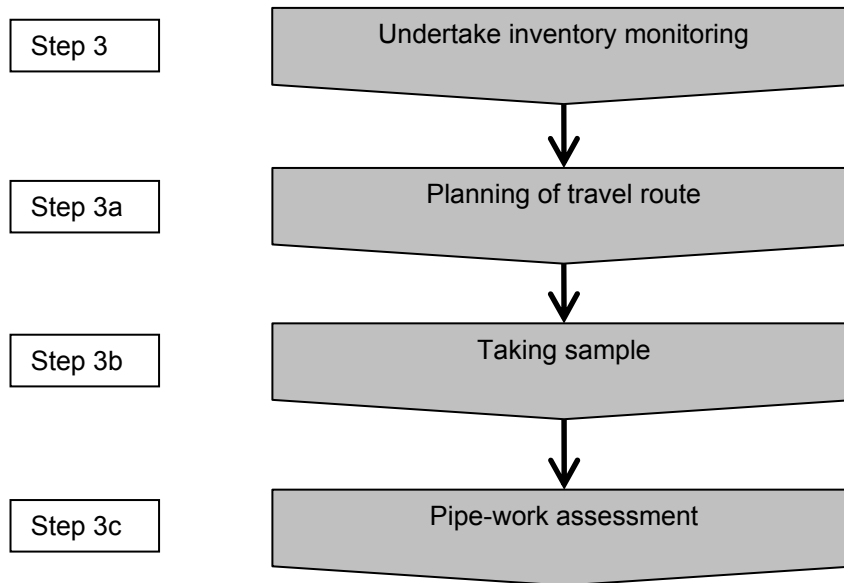 Step 3
Undertake inventory monitoring
Step 3a
Planning of travel route
Step 3b
Taking sample
Step 3c
Pipe-work assessment